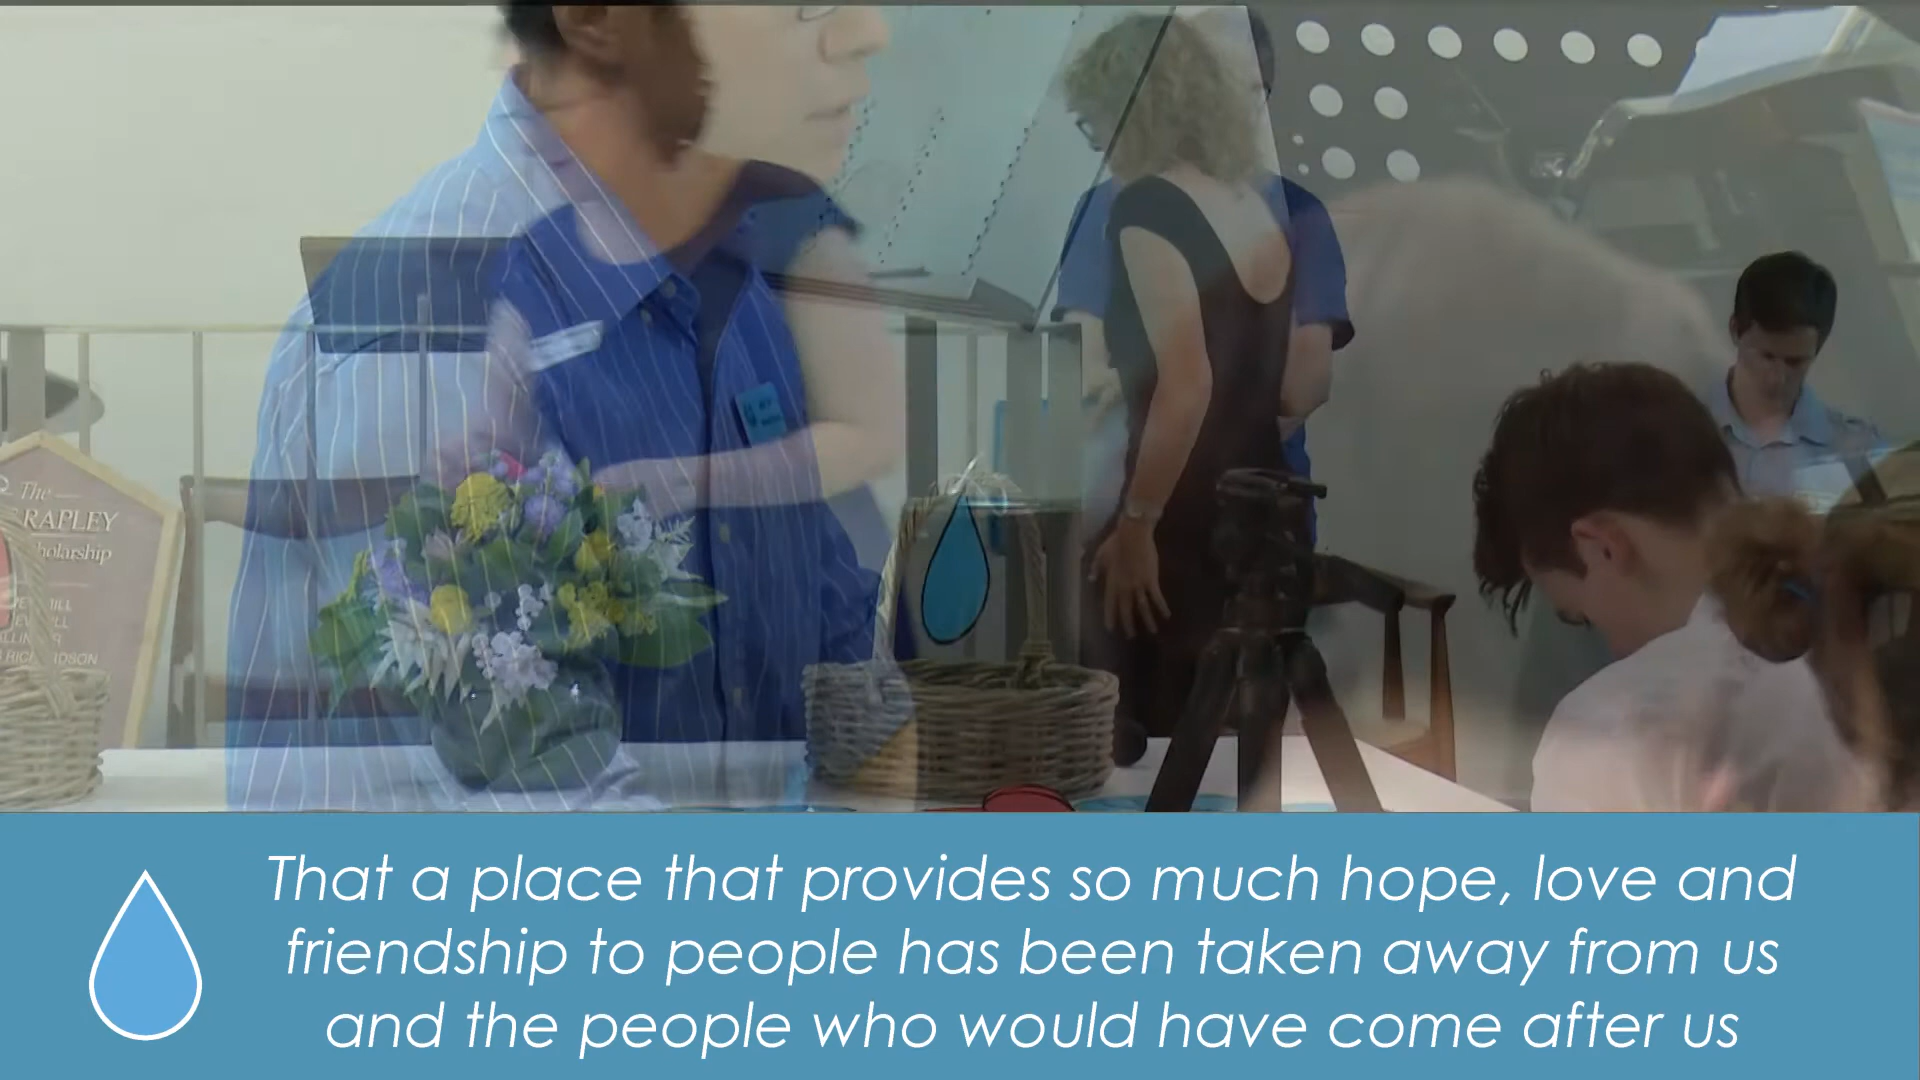 The
RAPLEY
holarship
That a place that provides so much hope, love and
friendship to people has been taken away from us
and the people who would have come after us